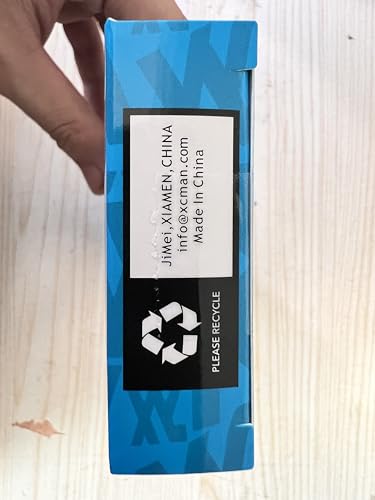 JiMei,XIAMEN,CHINA
info@xcman.com
Made In China
PLEASE RECYCLE